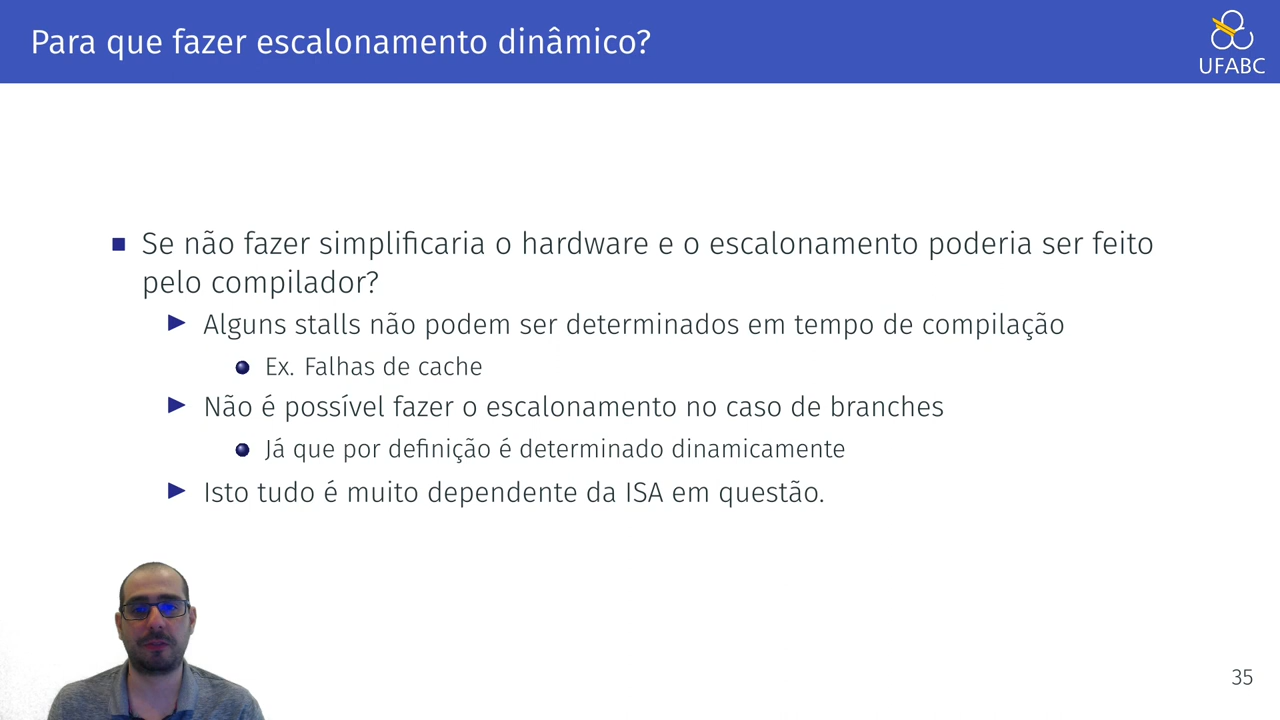 Para que fazer escalonamento dinâmico?
UFABC
Se não fazer simplificaria o hardware e o escalonamento poderia ser feito
pelo compilador?
Alguns stalls não podem ser determinados em tempo de compilação
Ex. Falhas de cache
Não é possível fazer o escalonamento no caso de branches
Já que por definição é determinado dinamicamente
Isto tudo é muito dependente da ISA em questão.
35